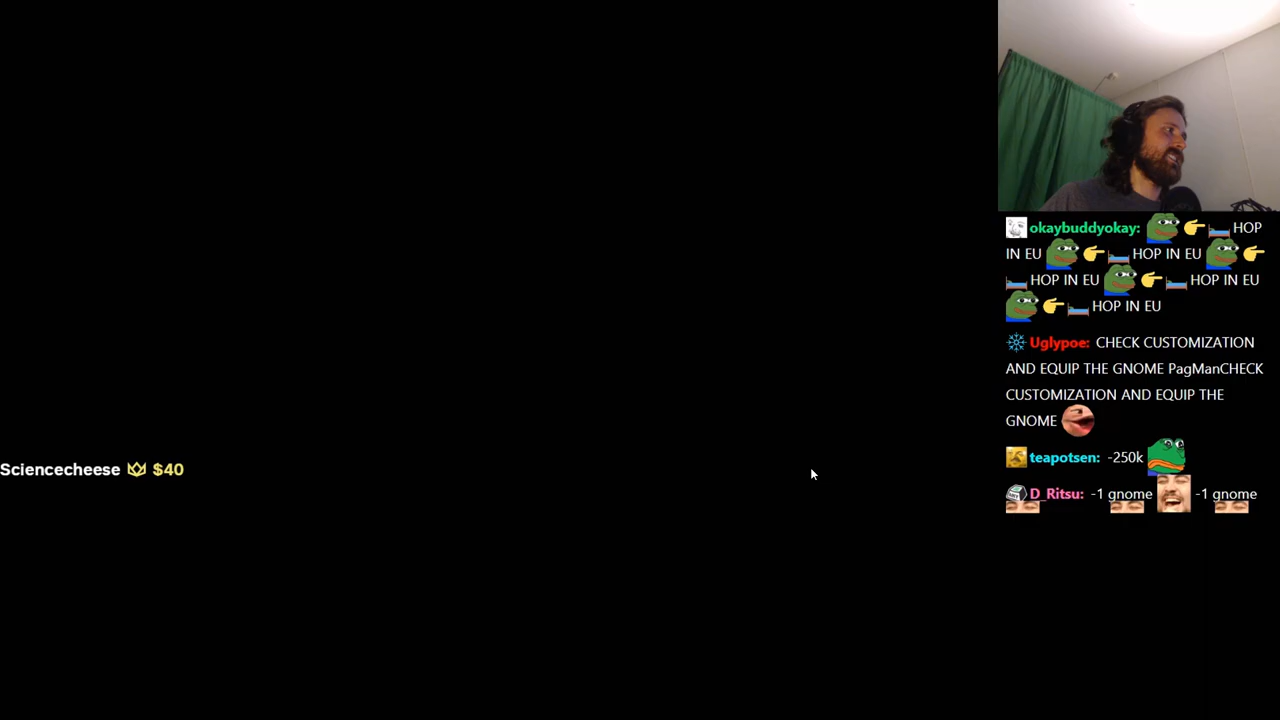 okaybuddyokay: HOP
IN EU HOP IN EU
HOP IN EU HOP IN EU
HOP IN EU
Uglypoe: CHECK CUSTOMIZATION
AND EQUIP THE GNOME PagManCHECK
CUSTOMIZATION AND EQUIP THE
GNOME
Sciencecheese $40
teapotsen: -250k
D_Ritsu: -1 gnome -1 gnome